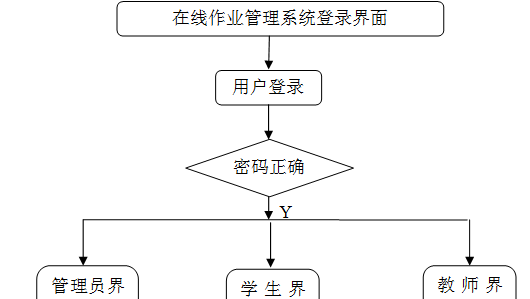 在线作业管理系统登录界面
用户登录
密码正确
Y
管理员界
学 生 界
教 师 界